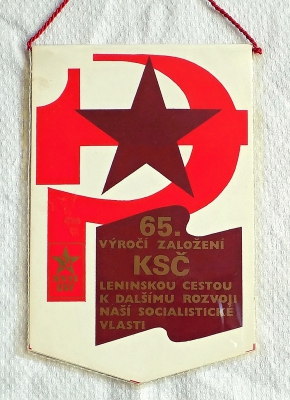 65.
VÝROČÍ ZALOŽENÍ
KSČ
LENINSKOU CESTOU
K DALŠÍMU ROZVOJI
NAŠÍ SOCIALISTICKÉ
VLASTI